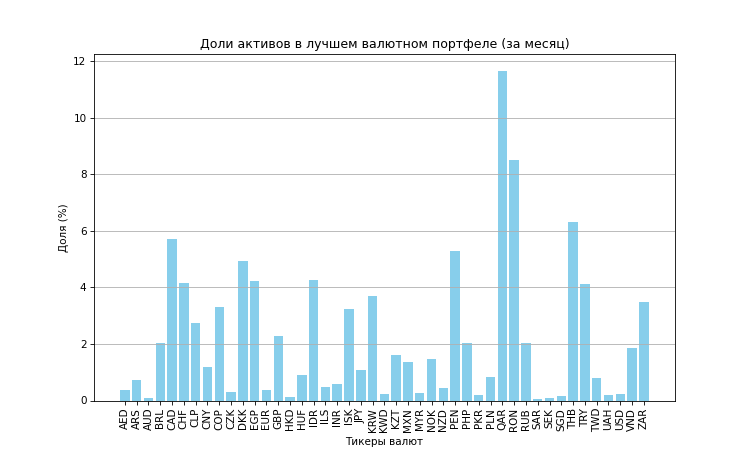 Доли активов в лучшем валютном портфеле (за месяц)
Доля (%)
12
10
8
6
4
2
0
AED ARS AUD BRL CAD CHF CLP CNY COP CZK DKK EGP EUR GBP HKD HUF IDR ILS INR ISK JPY KRW KWD KZT MXN MYR NOK NZD PEN PHP PKR PLN QAR RON RUB SAR SEK SGD THB TRY TWD UAH USD VND ZAR
Тикеры валют